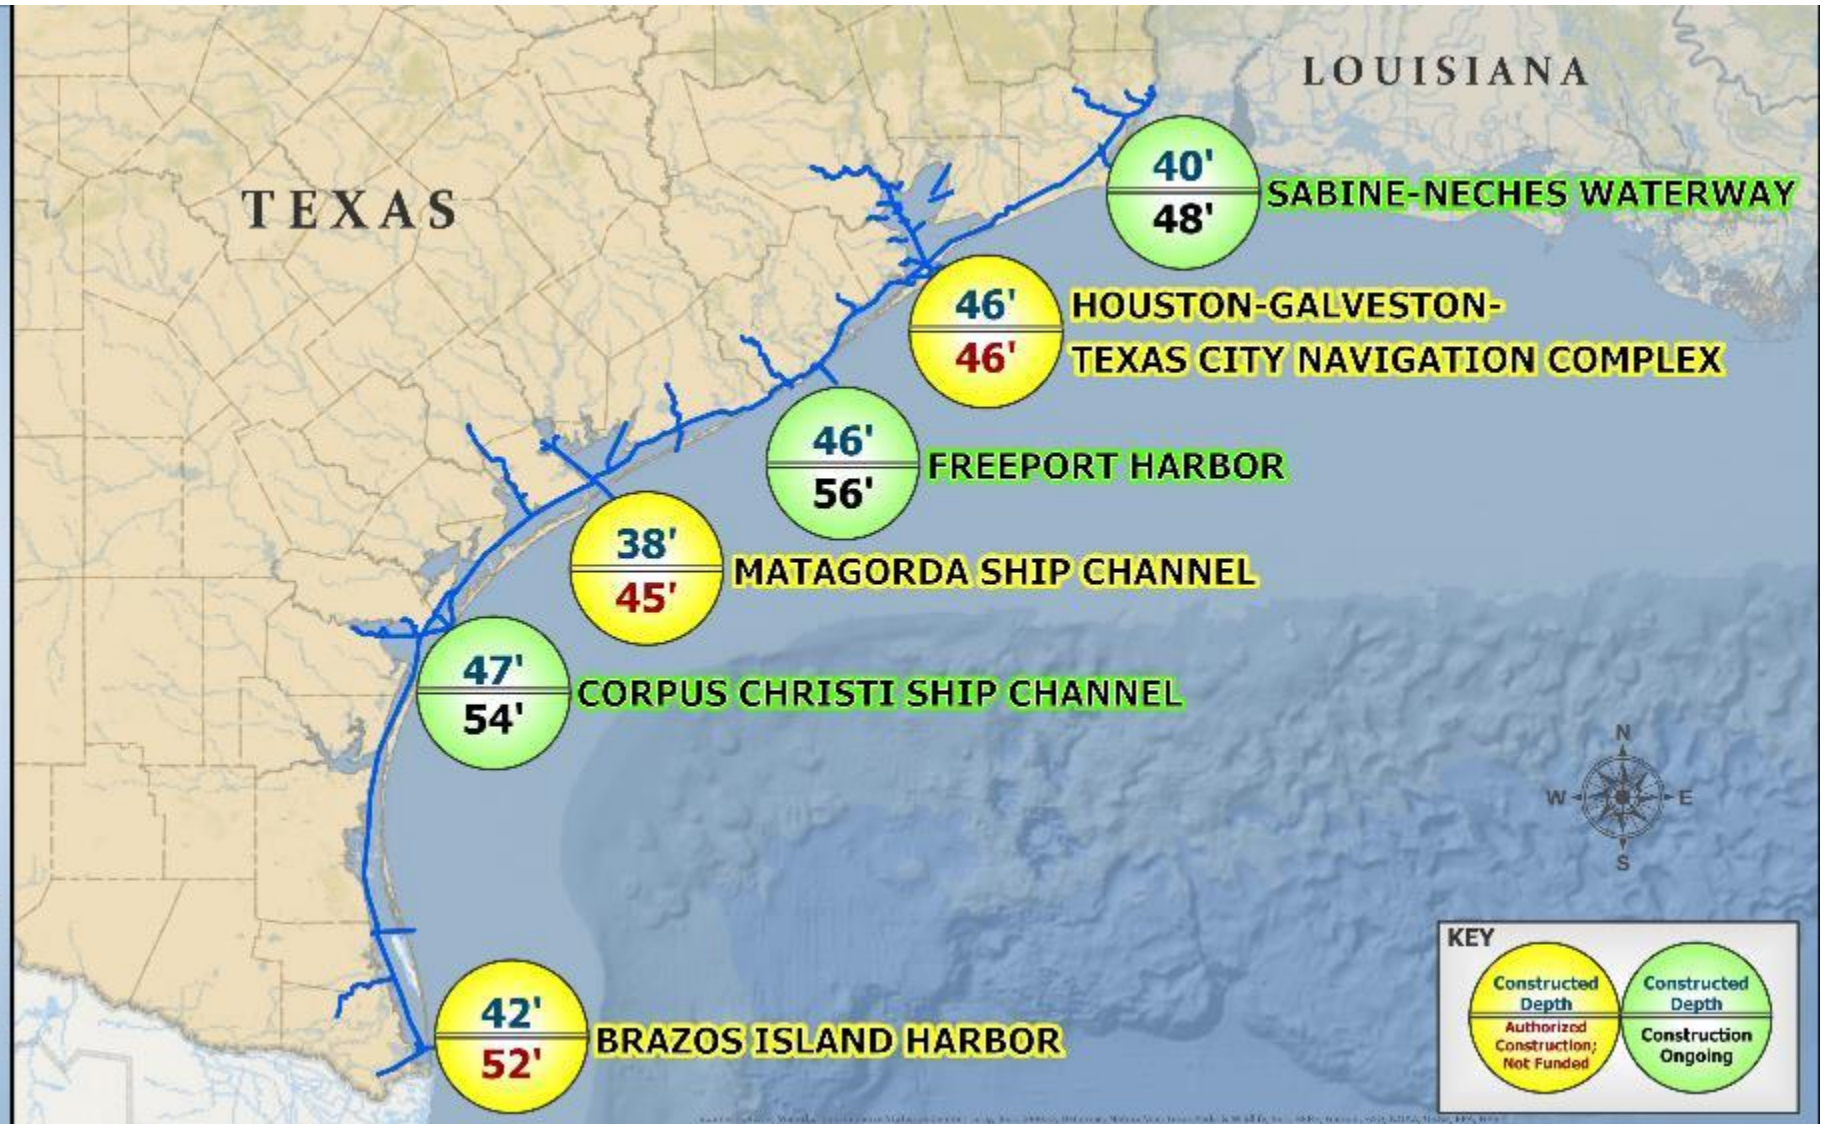 LOUISIANA
TEXAS
40'
48'
SABINE-NECHES WATERWAY
46'
46'
HOUSTON-GALVESTON-
TEXAS CITY NAVIGATION COMPLEX
46'
56'
FREEPORT HARBOR
38'
45'
MATAGORDA SHIP CHANNEL
47'
54'
CORPUS CHRISTI SHIP CHANNEL
N
W
E
S
42'
52'
BRAZOS ISLAND HARBOR
KEY
Constructed
Depth
Authorized
Construction;
Not Funded
Constructed
Depth
Construction
Ongoing